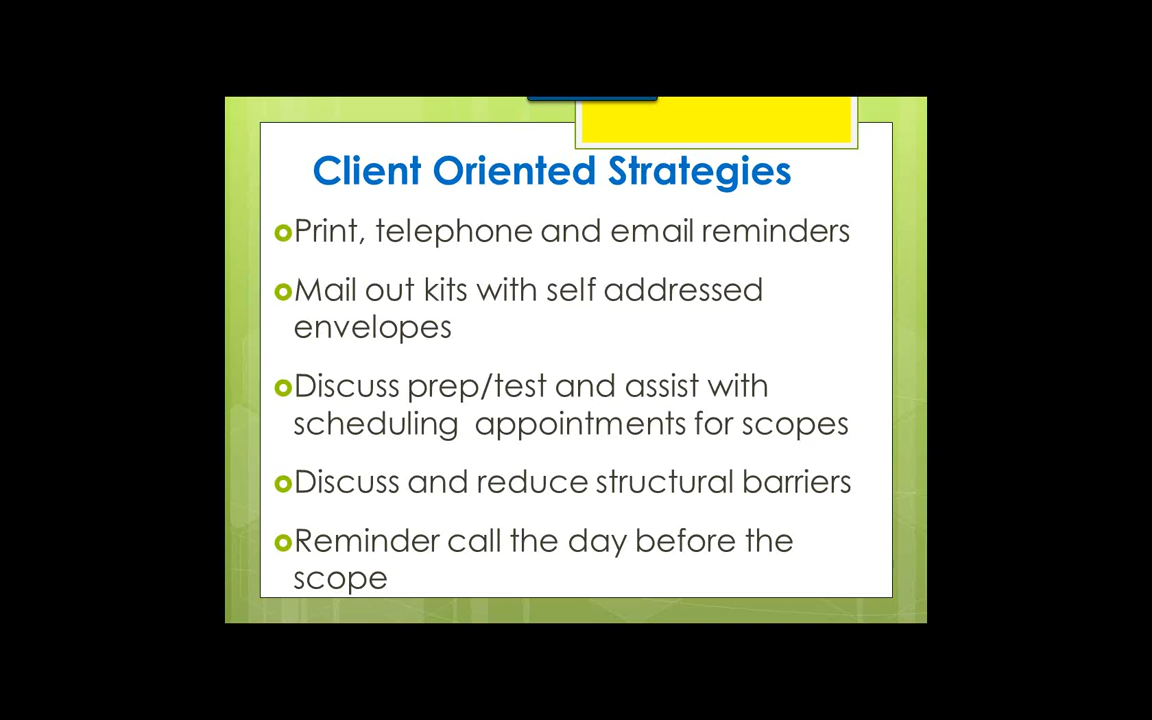 Client Oriented Strategies
Print, telephone and email reminders
Mail out kits with self addressed
envelopes
Discuss prep/test and assist with
scheduling  appointments for scopes
Discuss and reduce structural barriers
Reminder call the day before the
scope